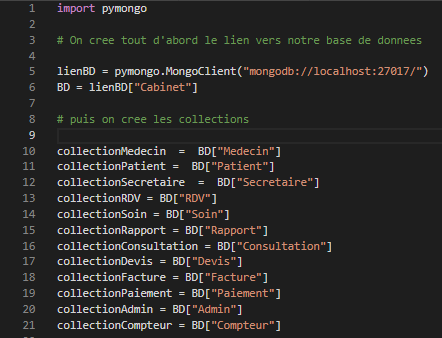 1 import pymongo
2
3 # On cree tout d'abord le lien vers notre base de donnees
4
5 lienBD = pymongo.MongoClient("mongodb://localhost:27017/")
6 BD = lienBD["Cabinet"]
7
8 # puis on cree les collections
9
10 collectionMedecin  =  BD["Medecin"]
11 collectionPatient =  BD["Patient"]
12 collectionSecretaire  =  BD["Secretaire"]
13 collectionRDV = BD["RDV"]
14 collectionSoin = BD["Soin"]
15 collectionRapport = BD["Rapport"]
16 collectionConsultation = BD["Consultation"]
17 collectionDevis = BD["Devis"]
18 collectionFacture = BD["Facture"]
19 collectionPaiement = BD["Paiement"]
20 collectionAdmin = BD["Admin"]
21 collectionCompteur = BD["Compteur"]